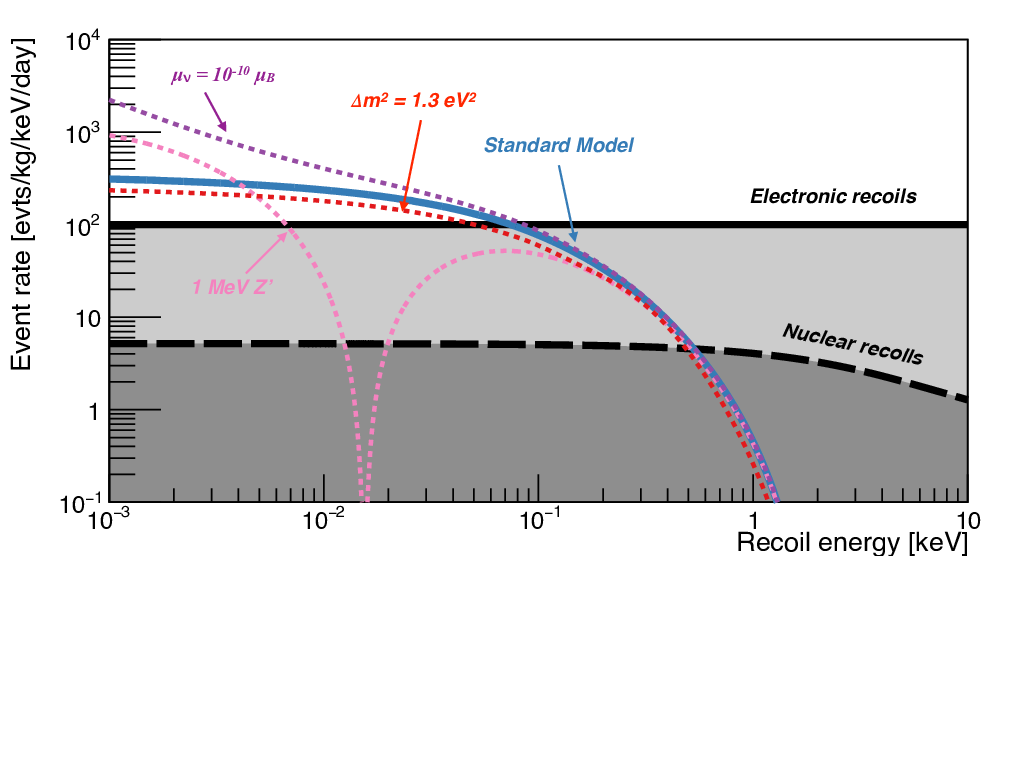 Event rate [evts/kg/keV/day]
10⁴
10³
10²
10
1
10⁻¹
μν = 10⁻¹⁰ μB
Δm² = 1.3 eV²
Standard Model
Electronic recoils
1 MeV Z’
Nuclear recoils
10⁻³
10⁻²
10⁻¹
1
10
Recoil energy [keV]